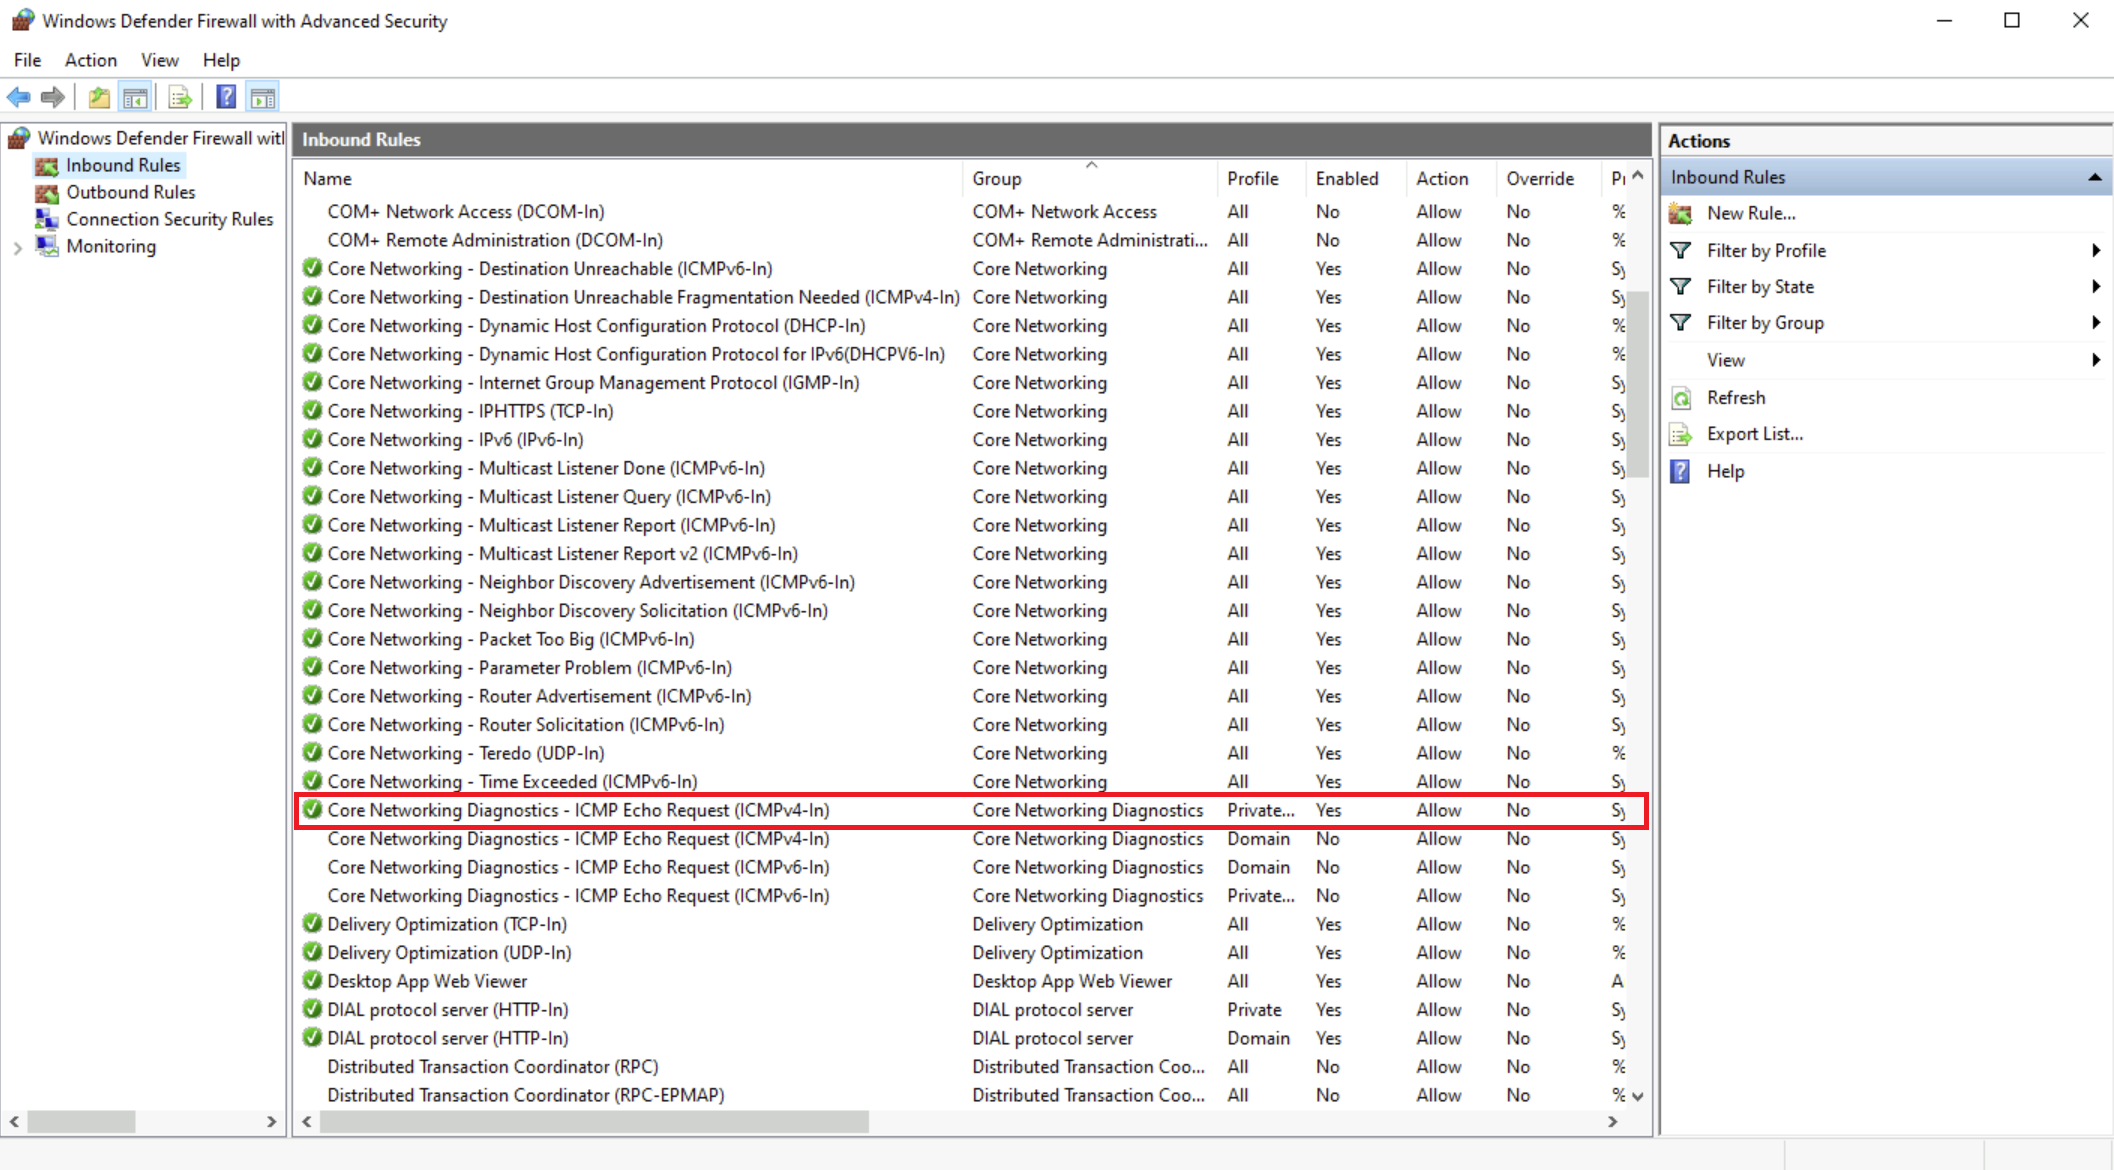 Windows Defender Firewall with Advanced Security
File Action View Help
Windows Defender Firewall with
Inbound Rules
Outbound Rules
Connection Security Rules
Monitoring
Inbound Rules
Name Group Profile Enabled Action Override
COM+ Network Access (DCOM-In) COM+ Network Access All No Allow No %
COM+ Remote Administration (DCOM-In) COM+ Remote Administrati... All No Allow No %
Core Networking - Destination Unreachable (ICMPv6-In) Core Networking All Yes Allow No Sy
Core Networking - Destination Unreachable Fragmentation Needed (ICMPv4-In) Core Networking All Yes Allow No Sy
Core Networking - Dynamic Host Configuration Protocol (DHCP-In) Core Networking All Yes Allow No %
Core Networking - Dynamic Host Configuration Protocol for IPv6(DHCPV6-In) Core Networking All Yes Allow No %
Core Networking - Internet Group Management Protocol (IGMP-In) Core Networking All Yes Allow No Sy
Core Networking - IPHTTPS (TCP-In) Core Networking All Yes Allow No Sy
Core Networking - IPv6 (IPv6-In) Core Networking All Yes Allow No Sy
Core Networking - Multicast Listener Done (ICMPv6-In) Core Networking All Yes Allow No Sy
Core Networking - Multicast Listener Query (ICMPv6-In) Core Networking All Yes Allow No Sy
Core Networking - Multicast Listener Report (ICMPv6-In) Core Networking All Yes Allow No Sy
Core Networking - Multicast Listener Report v2 (ICMPv6-In) Core Networking All Yes Allow No Sy
Core Networking - Neighbor Discovery Advertisement (ICMPv6-In) Core Networking All Yes Allow No Sy
Core Networking - Neighbor Discovery Solicitation (ICMPv6-In) Core Networking All Yes Allow No Sy
Core Networking - Packet Too Big (ICMPv6-In) Core Networking All Yes Allow No Sy
Core Networking - Parameter Problem (ICMPv6-In) Core Networking All Yes Allow No Sy
Core Networking - Router Advertisement (ICMPv6-In) Core Networking All Yes Allow No Sy
Core Networking - Router Solicitation (ICMPv6-In) Core Networking All Yes Allow No Sy
Core Networking - Teredo (UDP-In) Core Networking All Yes Allow No %
Core Networking - Time Exceeded (ICMPv6-In) Core Networking All Yes Allow No Sy
Core Networking Diagnostics - ICMP Echo Request (ICMPv4-In) Core Networking Diagnostics Private... Yes Allow No Sy
Core Networking Diagnostics - ICMP Echo Request (ICMPv4-In) Core Networking Diagnostics Domain No Allow No Sy
Core Networking Diagnostics - ICMP Echo Request (ICMPv6-In) Core Networking Diagnostics Domain No Allow No Sy
Core Networking Diagnostics - ICMP Echo Request (ICMPv6-In) Core Networking Diagnostics Private... No Allow No Sy
Delivery Optimization (TCP-In) Delivery Optimization All Yes Allow No %
Delivery Optimization (UDP-In) Delivery Optimization All Yes Allow No %
Desktop App Web Viewer Desktop App Web Viewer All Yes Allow No A
DIAL protocol server (HTTP-In) DIAL protocol server Private Yes Allow No Sy
DIAL protocol server (HTTP-In) DIAL protocol server Domain Yes Allow No Sy
Distributed Transaction Coordinator (RPC) Distributed Transaction Coo... All No Allow No %
Distributed Transaction Coordinator (RPC-EPMAP) Distributed Transaction Coo... All No Allow No %
Actions
Inbound Rules
New Rule...
Filter by Profile
Filter by State
Filter by Group
View
Refresh
Export List...
Help